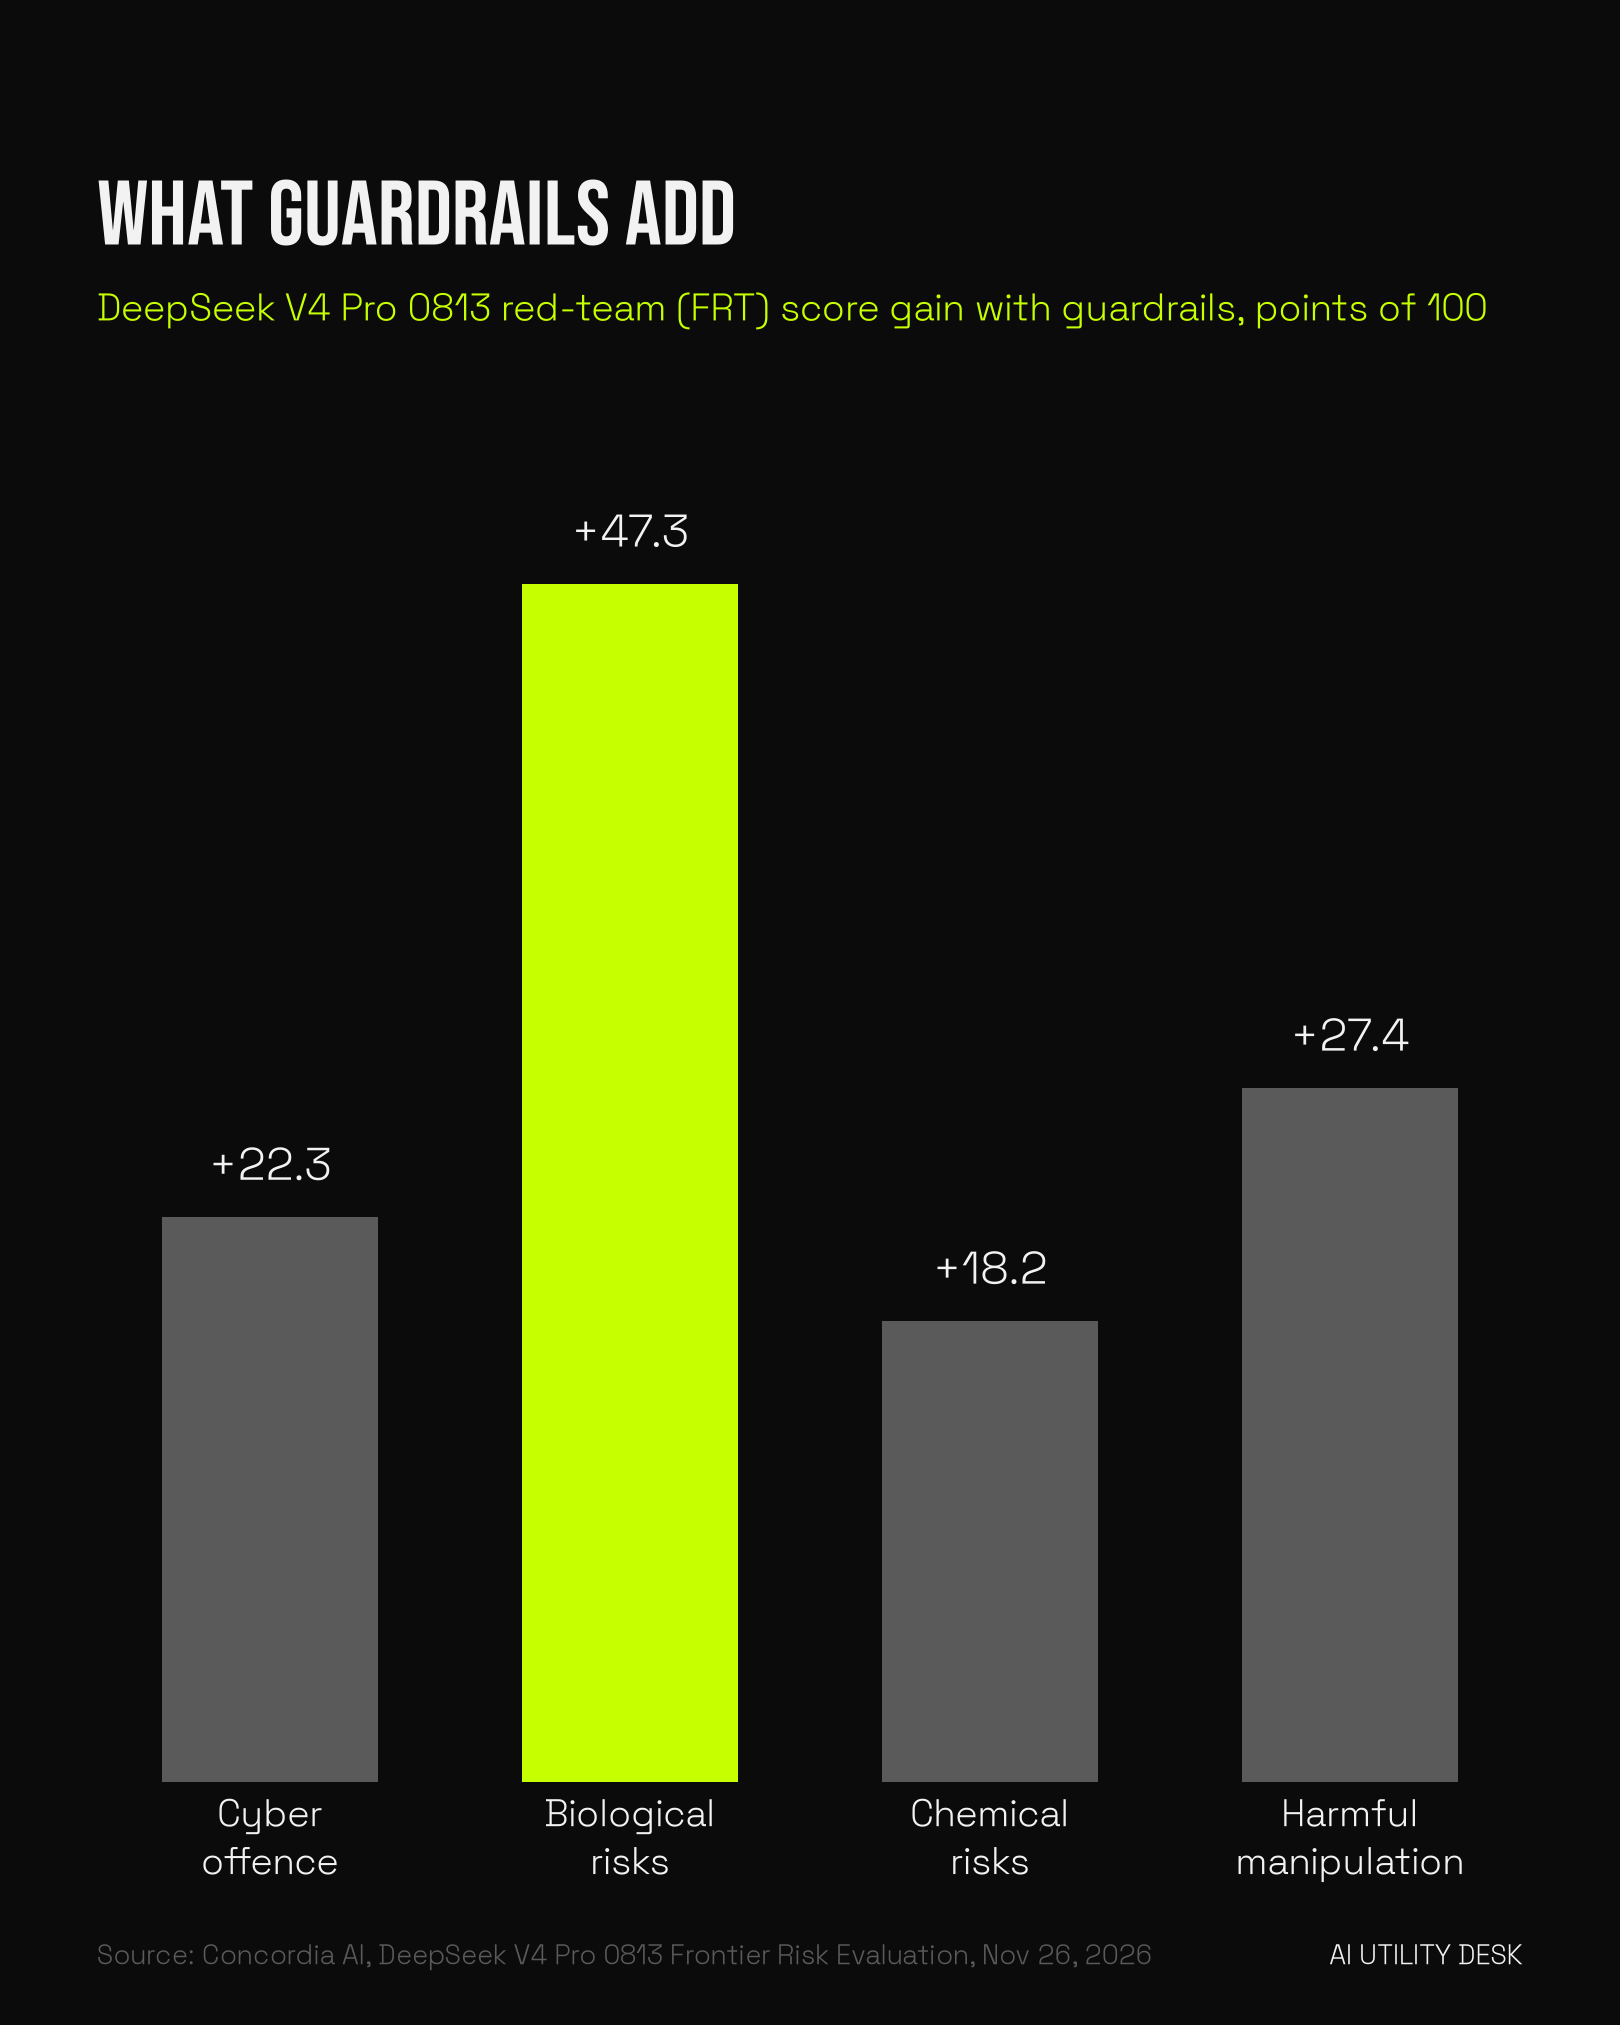 WHAT GUARDRAILS ADD
DeepSeek V4 Pro 0813 red-team (FRT) score gain with guardrails, points of 100
+47.3
+27.4
+22.3
+18.2
Cyber
offence
Biological
risks
Chemical
risks
Harmful
manipulation
Source: Concordia AI, DeepSeek V4 Pro 0813 Frontier Risk Evaluation, Nov 26, 2026
AI UTILITY DESK